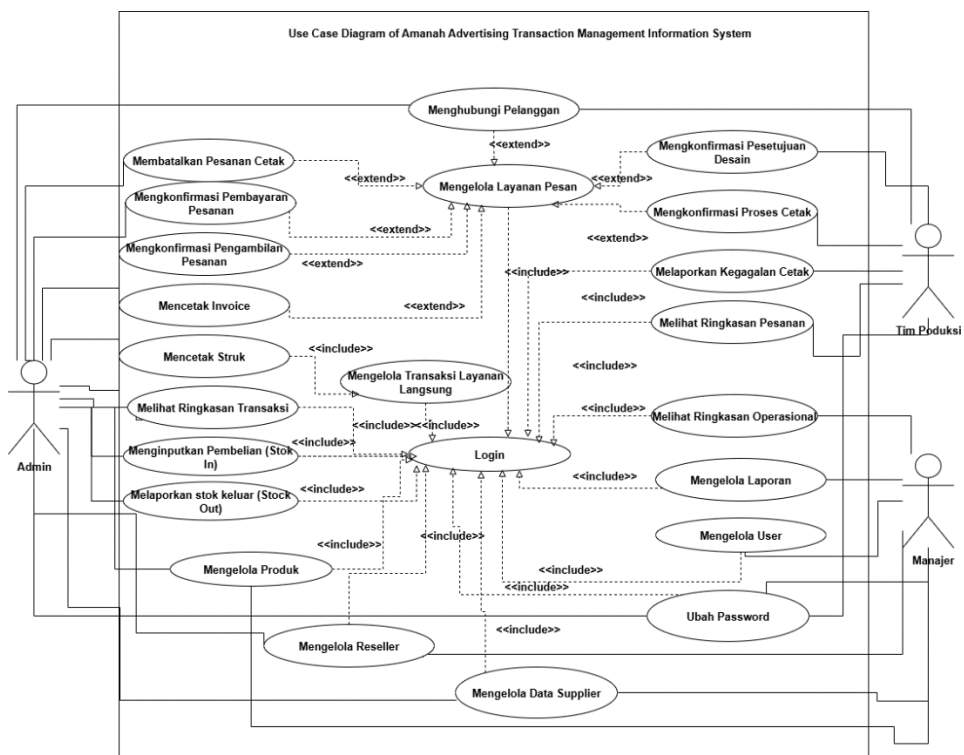 Use Case Diagram of Amanah Advertising Transaction Management Information System
Menghubungi Pelanggan
<<extend>>
Membatalkan Pesanan Cetak
<<extend>>
Mengelola Layanan Pesan
<<extend>>
Mengkonfirmasi Pesetujuan
Desain
Mengkonfirmasi Pembayaran
Pesanan
<<extend>>
Mengkonfirmasi Proses Cetak
<<extend>>
Mengkonfirmasi Pengambilan
Pesanan
<<extend>>
<<include>>
Melaporkan Kegagalan Cetak
<<include>>
Mencetak Invoice
<<extend>>
Melihat Ringkasan Pesanan
Tim Poduksi
Mencetak Struk
<<include>>
Mengelola Transaksi Layanan
Langsung
<<include>>
Melihat Ringkasan Transaksi
<<include>>
<<include>>
<<include>>
Melihat Ringkasan Operasional
Admin
Menginputkan Pembelian (Stok
In)
<<include>>
Login
Melaporkan stok keluar (Stock
Out)
<<include>>
<<include>>
Mengelola Laporan
Mengelola User
<<include>>
Manajer
Mengelola Produk
<<include>>
<<include>>
Ubah Password
<<include>>
Mengelola Reseller
Mengelola Data Supplier